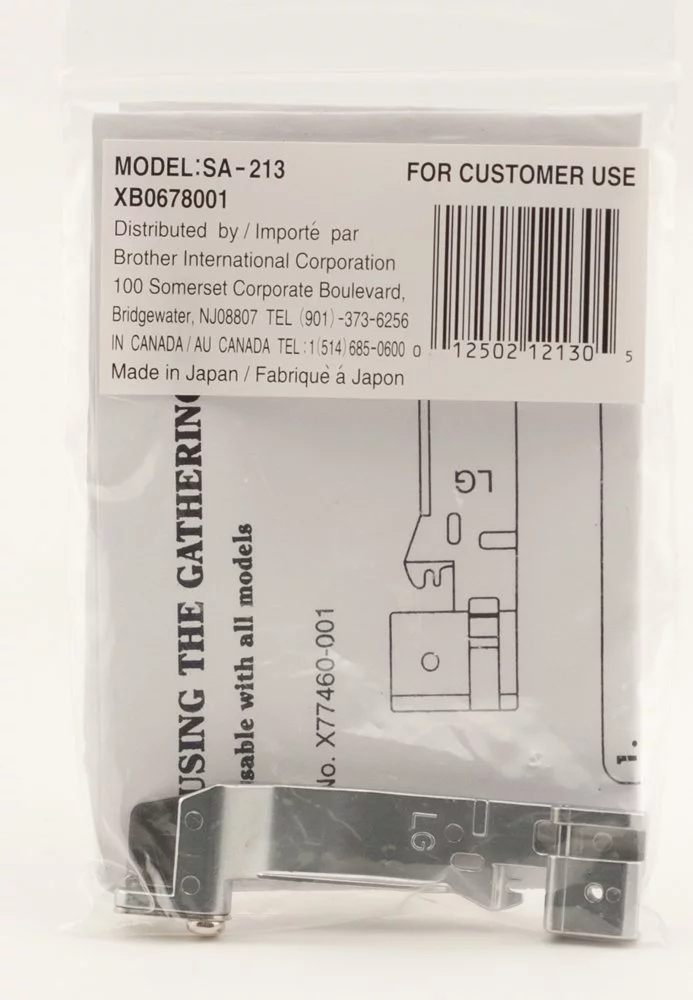 MODEL:SA-213
FOR CUSTOMER USE
XB0678001
Distributed by / Importé par
Brother International Corporation
100 Somerset Corporate Boulevard,
Bridgewater, NJ08807 TEL (901)-373-6256
IN CANADA/AU CANADA TEL:1(514)685-0600
Made in Japan / Fabriquè á Japon
0 12502 12130 5
USING THE GATHERING
sable with all models
No. X77460-001
LG
1.
LG